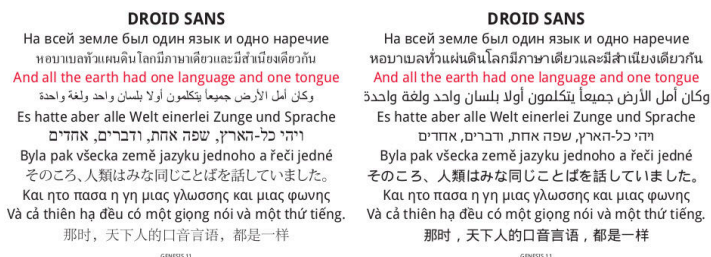 DROID SANS
На всей земле был один язык и одно наречие
หอบาเบลทั่วแผ่นดินโลกมีภาษาเดียวและมีสำเนียงเดียวกัน
And all the earth had one language and one tongue
وكان أمل الأرض جميعاً يتكلمون أولا بلسان واحد ولغة واحدة
Es hatte aber alle Welt einerlei Zunge und Sprache
ויהי כל-הארץ, שפה אחת, ודברים, אחדים
Byla pak všecka země jazyku jednoho a řeči jedné
そのころ、人類はみな同じことばを話していました。
Και ητο πασα η γη μιας γλωσσης και μιας φωνης
Và cả thiên hạ đều có một giọng nói và một thứ tiếng.
那时，天下人的口音言语，都是一样
GENESIS 11
DROID SANS
На всей земле был один язык и одно наречие
หอบาเบลทั่วแผ่นดินโลกมีภาษาเดียวและมีสำเนียงเดียวกัน
And all the earth had one language and one tongue
وكان أمل الأرض جميعاً يتكلمون أولا بلسان واحد ولغة واحدة
Es hatte aber alle Welt einerlei Zunge und Sprache
ויהי כל-הארץ, שפה אחת, ודברים, אחדים
Byla pak všecka země jazyku jednoho a řeči jedné
そのころ、人類はみな同じことばを話していました。
Και ητο πασα η γη μιας γλωσσης και μιας φωνης
Và cả thiên hạ đều có một giọng nói và một thứ tiếng.
那时，天下人的口音言语，都是一样
GENESIS 11